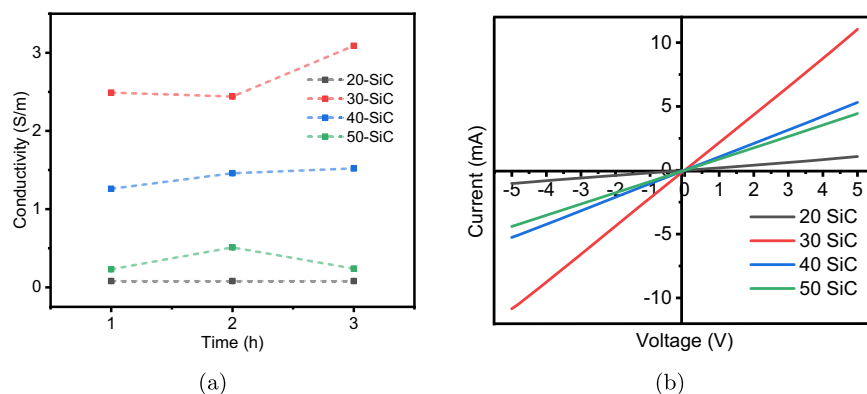 3
2
1
0
Conductivity (S/m)
20-SiC
30-SiC
40-SiC
50-SiC
1 2 3
Time (h)
(a)
10
5
-5
-10
Current (mA)
-5 -4 -3 -2 -1 0 1 2 3 4 5
20 SiC
30 SiC
40 SiC
50 SiC
Voltage (V)
(b)